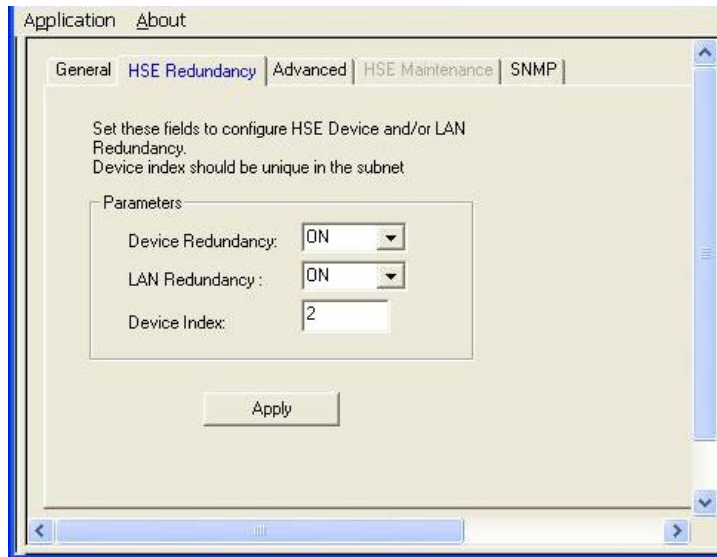 Application About
General HSE Redundancy Advanced HSE Maintenance SNMP
Set these fields to configure HSE Device and/or LAN
Redundancy.
Device index should be unique in the subnet
Parameters
Device Redundancy: ON
LAN Redundancy : ON
Device Index: 2
Apply